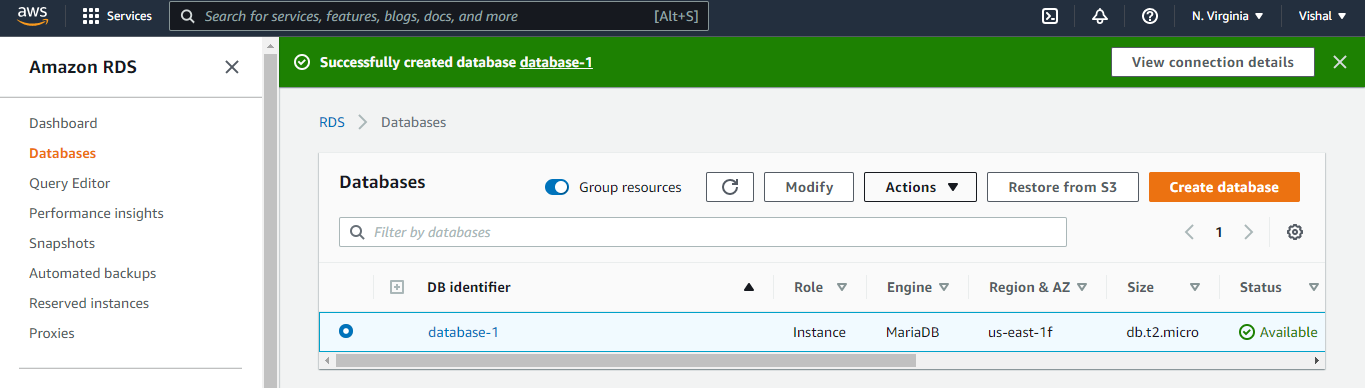 aws
Services
Search for services, features, blogs, docs, and more
[Alt+S]
N. Virginia
Vishal
Amazon RDS
Dashboard
Databases
Query Editor
Performance insights
Snapshots
Automated backups
Reserved instances
Proxies
Successfully created database database-1
View connection details
RDS
Databases
Databases
Group resources
Modify
Actions
Restore from S3
Create database
Filter by databases
1
DB identifier
Role
Engine
Region & AZ
Size
Status
database-1
Instance
MariaDB
us-east-1f
db.t2.micro
Available